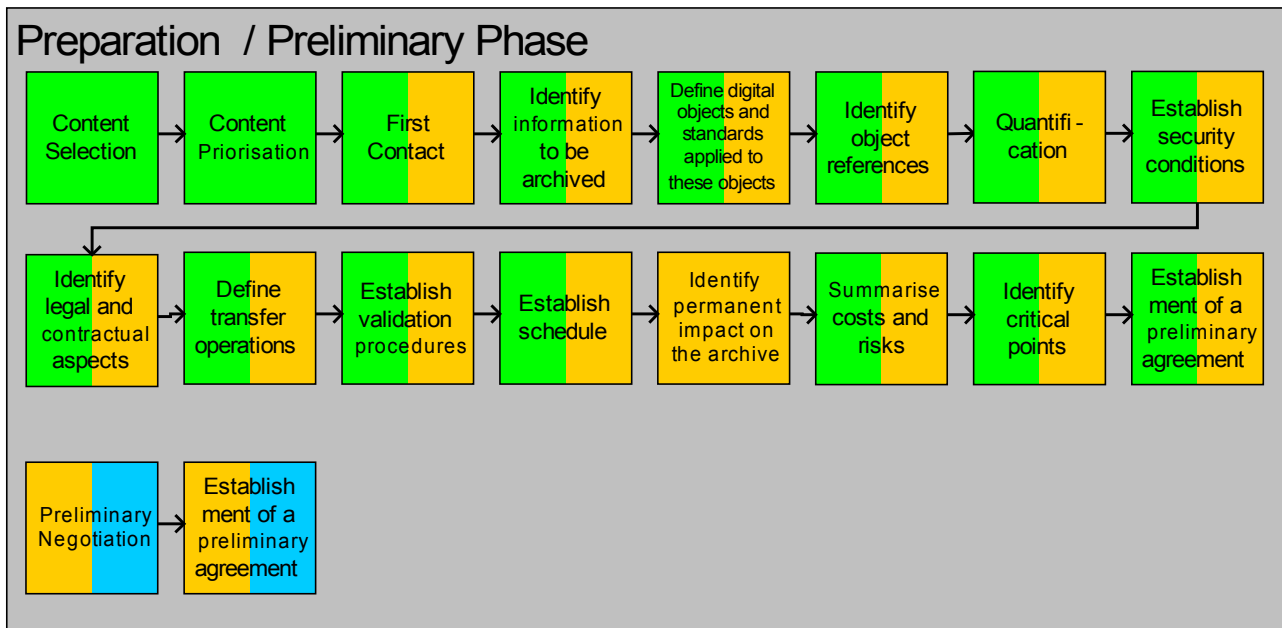 Preparation / Preliminary Phase
Content
Selection
Content
Priorisation
First
Contact
Identify
information
to be
archived
Define digital
objects and
standards
applied to
these objects
Identify
object
references
Quantifi -
cation
Establish
security
conditions
Identify
legal and
contractual
aspects
Define
transfer
operations
Establish
validation
procedures
Establish
schedule
Identify
permanent
impact on
the archive
Summarise
costs and
risks
Identify
critical
points
Establish
ment of a
preliminary
agreement
Preliminary
Negotiation
Establish
ment of a
preliminary
agreement